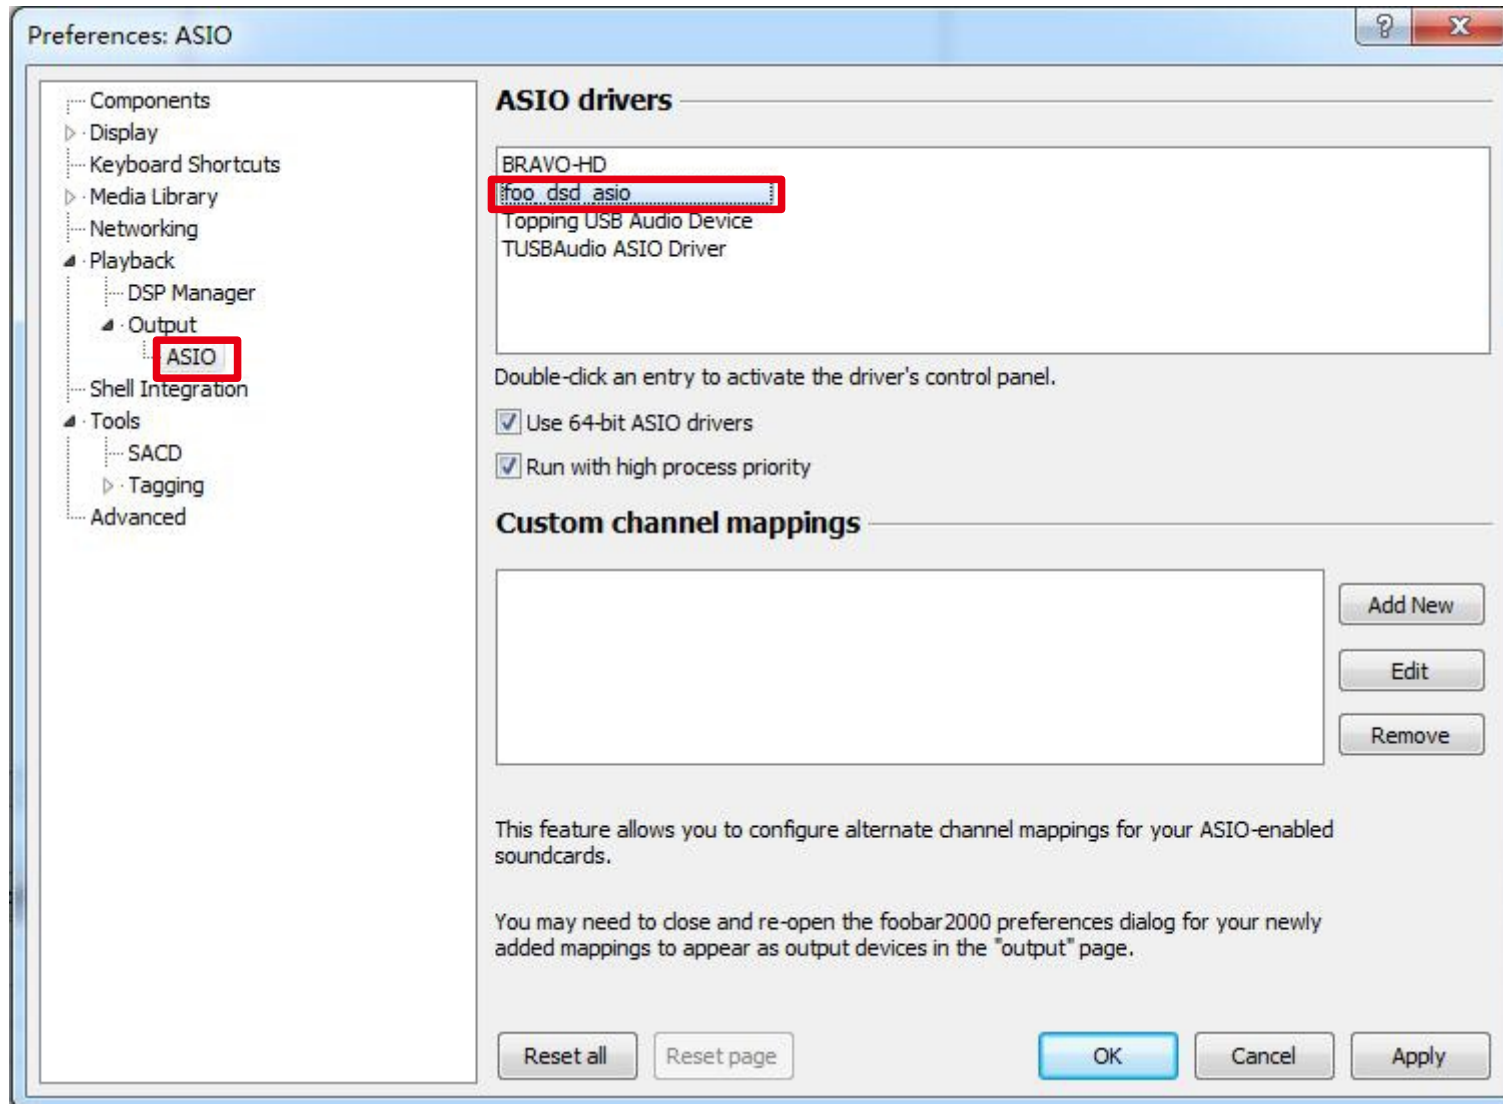 Preferences: ASIO
Components
Display
Keyboard Shortcuts
Media Library
Networking
Playback
DSP Manager
Output
ASIO
Shell Integration
Tools
SACD
Tagging
Advanced
ASIO drivers
BRAVO-HD
foo_dsd_asio
Topping USB Audio Device
TUSBAudio ASIO Driver
Double-click an entry to activate the driver's control panel.
Use 64-bit ASIO drivers
Run with high process priority
Custom channel mappings
Add New
Edit
Remove
This feature allows you to configure alternate channel mappings for your ASIO-enabled
soundcards.
You may need to close and re-open the foobar2000 preferences dialog for your newly
added mappings to appear as output devices in the "output" page.
Reset all
Reset page
OK
Cancel
Apply